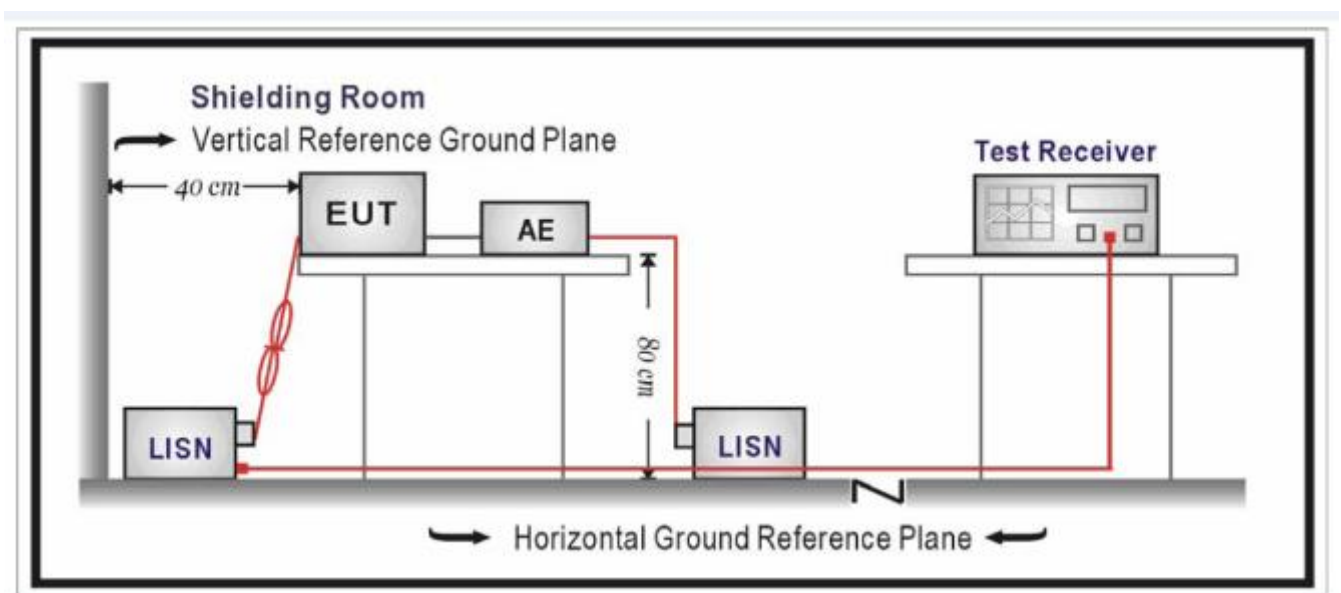 Shielding Room
Vertical Reference Ground Plane
40 cm
EUT
AE
Test Receiver
80 cm
LISN
LISN
Horizontal Ground Reference Plane